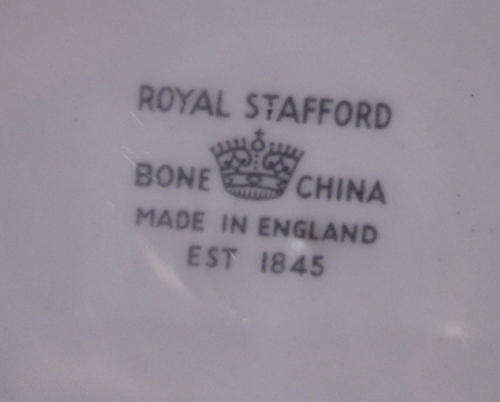 ROYAL STAFFORD
BONE CHINA
MADE IN ENGLAND
EST 1845